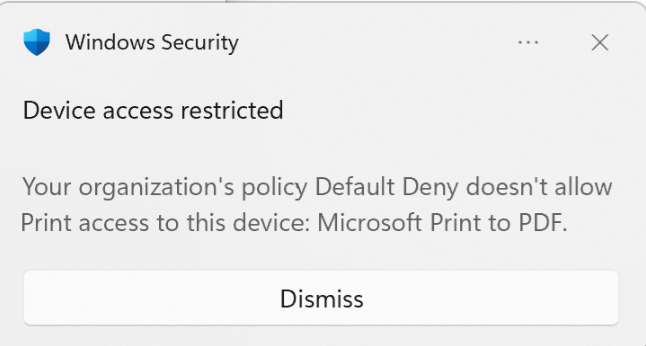 Windows Security
Device access restricted
Your organization's policy Default Deny doesn't allow
Print access to this device: Microsoft Print to PDF.
Dismiss